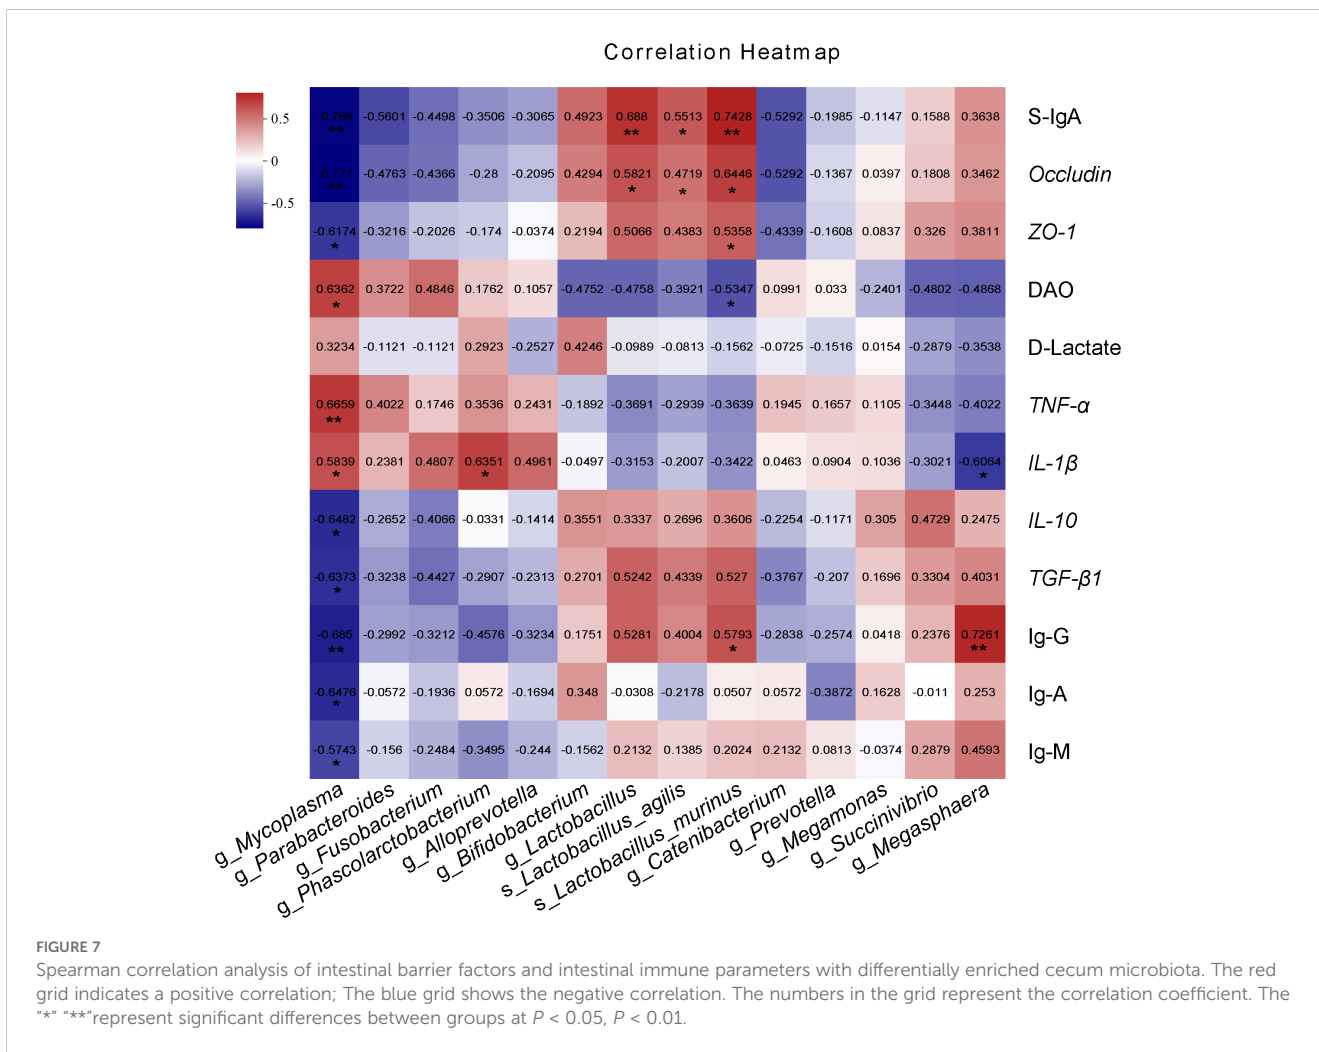 Correlation Heatmap
0.5
0
-0.5
-0.5601 -0.4498 -0.3506 -0.3065 0.4923 0.688 0.5513 0.7428 -0.5292 -0.1985 -0.1147 0.1588 0.3638 S-IgA
** ** * **
-0.777 -0.4763 -0.4366 -0.28 -0.2095 0.4294 0.5821 0.4719 0.6446 -0.5292 -0.1367 0.0397 0.1808 0.3462 Occludin
** * * *
-0.6174 -0.3216 -0.2026 -0.174 -0.0374 0.2194 0.5066 0.4383 0.5358 -0.4339 -0.1608 0.0837 0.326 0.3811 ZO-1
* *
0.6362 0.3722 0.4846 0.1762 0.1057 -0.4752 -0.4758 -0.3921 -0.5347 0.0991 0.033 -0.2401 -0.4802 -0.4868 DAO
* *
0.3234 -0.1121 -0.1121 0.2923 -0.2527 0.4246 -0.0989 -0.0813 -0.1562 -0.0725 -0.1516 0.0154 -0.2879 -0.3538 D-Lactate
0.6659 0.4022 0.1746 0.3536 0.2431 -0.1892 -0.3691 -0.2939 -0.3639 0.1945 0.1657 0.1105 -0.3448 -0.4022 TNF-α
**
0.5839 0.2381 0.4807 0.6351 0.4961 -0.0497 -0.3153 -0.2007 -0.3422 0.0463 0.0904 0.1036 -0.3021 -0.6064 IL-1β
* * *
-0.6482 -0.2652 -0.4066 -0.0331 -0.1414 0.3551 0.3337 0.2696 0.3606 -0.2254 -0.1171 0.305 0.4729 0.2475 IL-10
*
-0.6373 -0.3238 -0.4427 -0.2907 -0.2313 0.2701 0.5242 0.4339 0.527 -0.3767 -0.207 0.1696 0.3304 0.4031 TGF-β1
*
-0.685 -0.2992 -0.3212 -0.4576 -0.3234 0.1751 0.5281 0.4004 0.5793 -0.2838 -0.2574 0.0418 0.2376 0.7261 Ig-G
** * **
-0.6476 -0.0572 -0.1936 0.0572 -0.1694 0.348 -0.0308 -0.2178 0.0507 0.0572 -0.3872 0.1628 -0.011 0.253 Ig-A
*
-0.5743 -0.156 -0.2484 -0.3495 -0.244 -0.1562 0.2132 0.1385 0.2024 0.2132 0.0813 -0.0374 0.2879 0.4593 Ig-M
*
g_Mycoplasma
g_Parabacteroides
g_Fusobacterium
g_Phascolarctobacterium
g_Alloprevotella
g_Bifidobacterium
g_Lactobacillus
s_Lactobacillus_agilis
s_Lactobacillus_murinus
g_Catenibacterium
g_Prevotella
g_Megamonas
g_Succinivibrio
g_Megasphaera
FIGURE 7
Spearman correlation analysis of intestinal barrier factors and intestinal immune parameters with differentially enriched cecum microbiota. The red
grid indicates a positive correlation; The blue grid shows the negative correlation. The numbers in the grid represent the correlation coefficient. The
“*” “**”represent significant differences between groups at P < 0.05, P < 0.01.